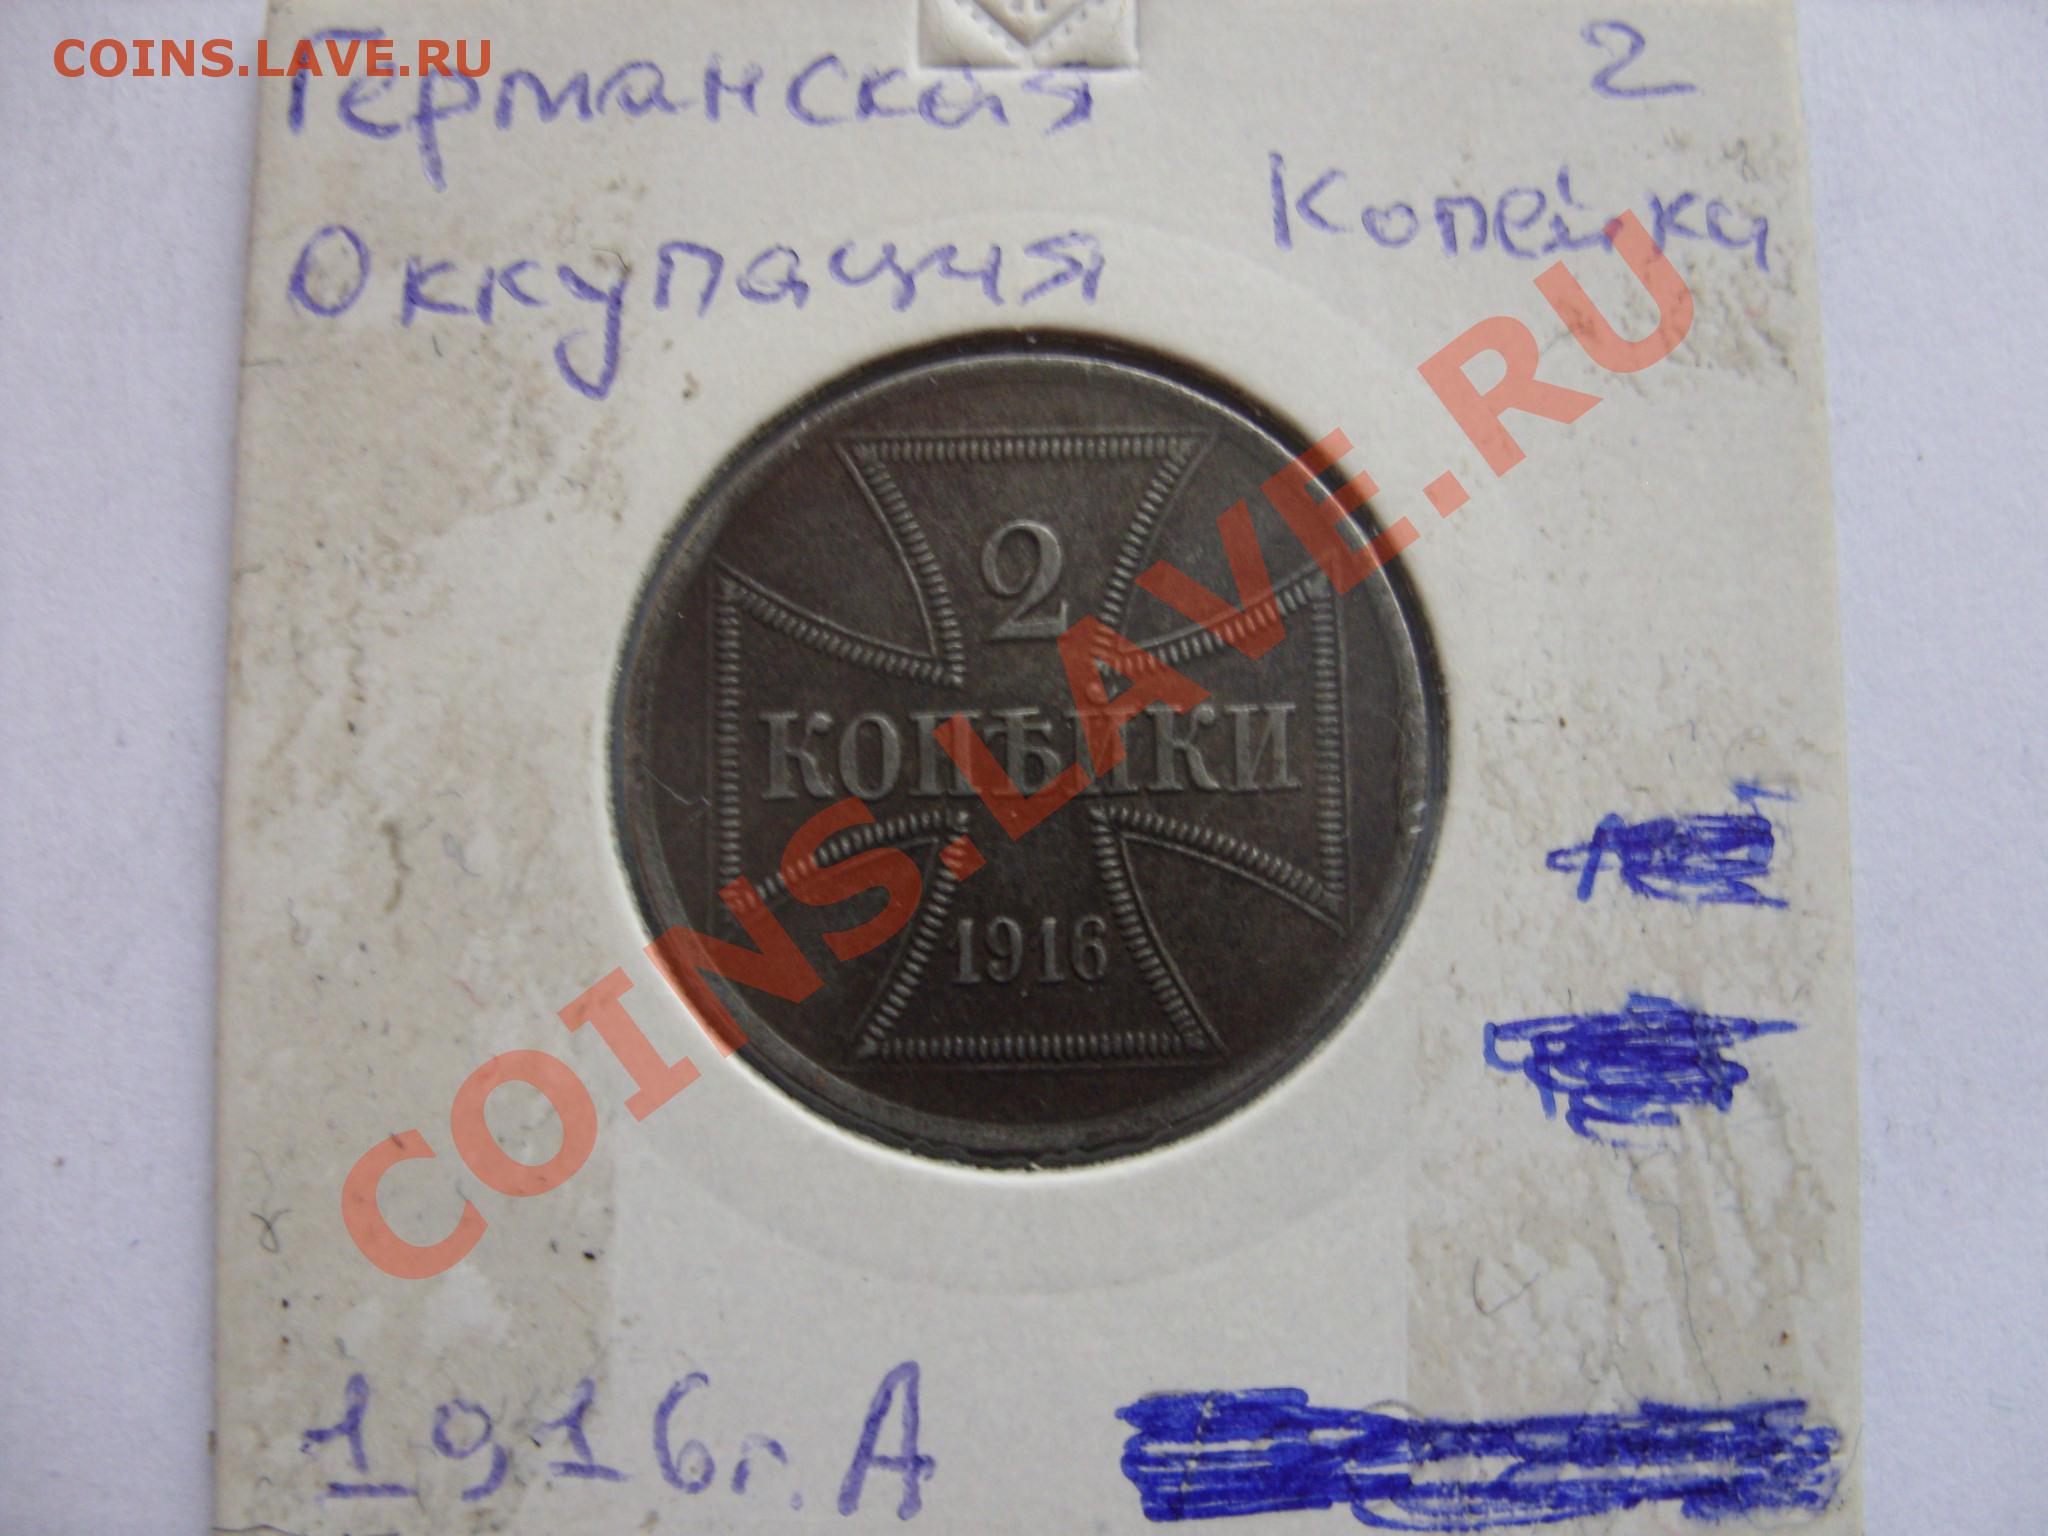 COINS.LAVE.RU
Германская
Оккупация
2
Копейка
2
КОПѢЙКИ
1916
COINS.LAVE.RU
1916г. А